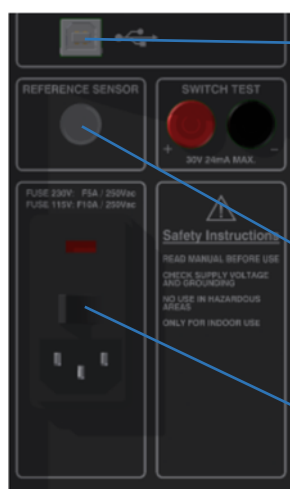 REFERENCE SENSOR
SWITCH TEST
+ −
30V 24mA MAX.
FUSE 230V: F5A / 250Vac
FUSE 115V: F10A / 250Vac
Safety Instructions
READ MANUAL BEFORE USE
CHECK SUPPLY VOLTAGE
AND GROUNDING
NO USE IN HAZARDOUS
AREAS
ONLY FOR INDOOR USE